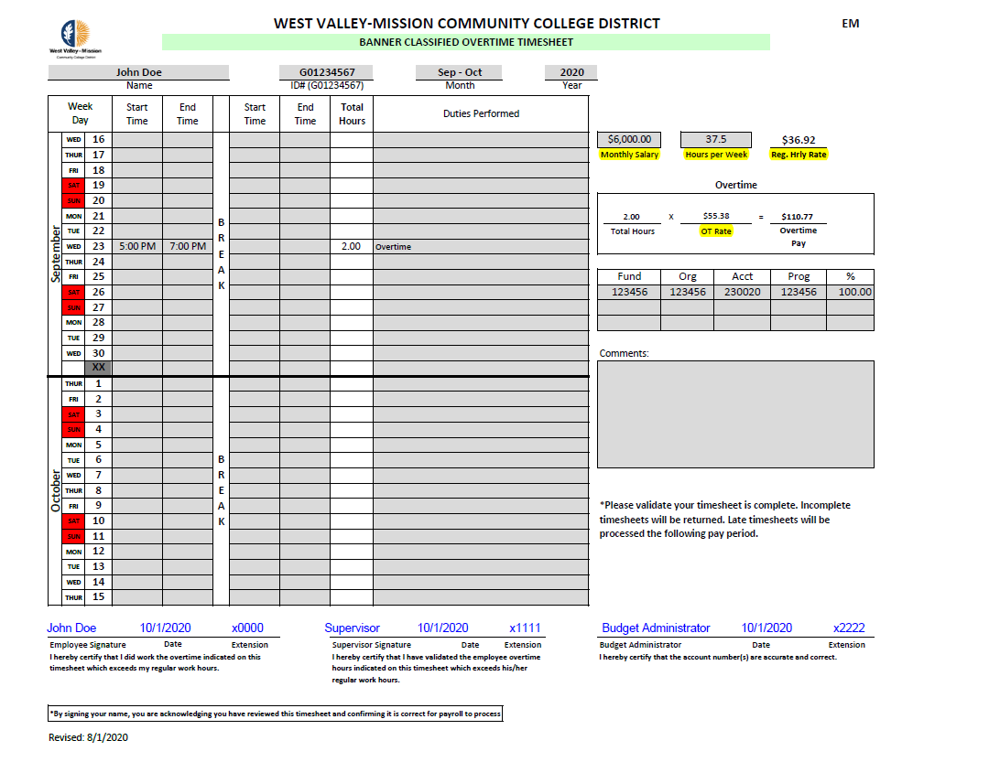 WEST VALLEY-MISSION COMMUNITY COLLEGE DISTRICT EM
BANNER CLASSIFIED OVERTIME TIMESHEET
West Valley - Mission
Community College District
John Doe G01234567 Sep - Oct 2020
Name ID# (G01234567) Month Year
Week Day Start Time End Time Start Time End Time Total Hours Duties Performed
September
WED 16
THUR 17
FRI 18
SAT 19
SUN 20
MON 21
TUE 22
WED 23 5:00 PM 7:00 PM 2.00 Overtime
THUR 24
FRI 25
SAT 26
SUN 27
MON 28
TUE 29
WED 30
XX
BREAK
October
THUR 1
FRI 2
SAT 3
SUN 4
MON 5
TUE 6
WED 7
THUR 8
FRI 9
SAT 10
SUN 11
MON 12
TUE 13
WED 14
THUR 15
BREAK
$6,000.00 37.5 $36.92
Monthly Salary Hours per Week Reg. Hrly Rate
Overtime
2.00 X $55.38 = $110.77
Total Hours OT Rate Overtime Pay
Fund Org Acct Prog %
123456 123456 230020 123456 100.00
Comments:
*Please validate your timesheet is complete. Incomplete
timesheets will be returned. Late timesheets will be
processed the following pay period.
John Doe 10/1/2020 x0000
Employee Signature Date Extension
I hereby certify that I did work the overtime indicated on this
timesheet which exceeds my regular work hours.
Supervisor 10/1/2020 x1111
Supervisor Signature Date Extension
I hereby certify that I have validated the employee overtime
hours indicated on this timesheet which exceeds his/her
regular work hours.
Budget Administrator 10/1/2020 x2222
Budget Administrator Date Extension
I hereby certify that the account number(s) are accurate and correct.
*By signing your name, you are acknowledging you have reviewed this timesheet and confirming it is correct for payroll to process
Revised: 8/1/2020